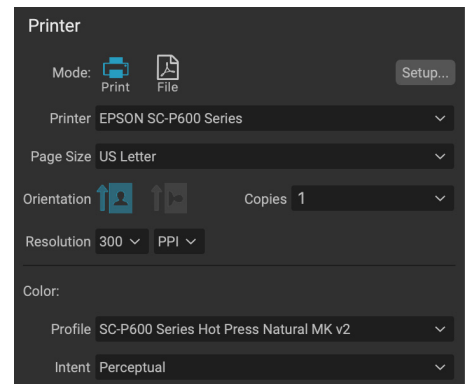 Printer
Mode: Print File Setup...
Printer EPSON SC-P600 Series
Page Size US Letter
Orientation Copies 1
Resolution 300 PPI
Color:
Profile SC-P600 Series Hot Press Natural MK v2
Intent Perceptual